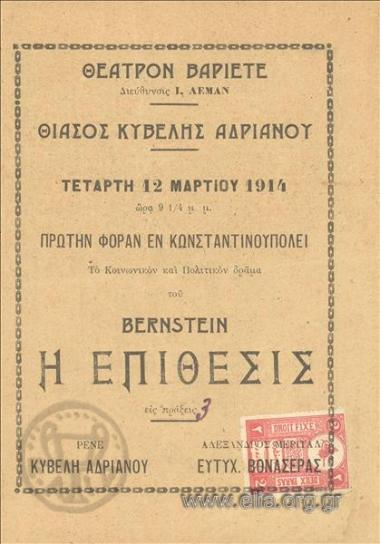 ΘΕΑΤΡΟΝ ΒΑΡΙΕΤΕ
Διεύθυνσις Ι. ΛΕΜΑΝ
ΘΙΑΣΟΣ ΚΥΒΕΛΗΣ ΑΔΡΙΑΝΟΥ
ΤΕΤΑΡΤΗ 12 ΜΑΡΤΙΟΥ 1914
ὥρᾳ 9 1/4 μ. μ.
ΠΡΩΤΗΝ ΦΟΡΑΝ ΕΝ ΚΩΝΣΤΑΝΤΙΝΟΥΠΟΛΕΙ
Τὸ Κοινωνικὸν καὶ Πολιτικὸν δρᾶμα
τοῦ
BERNSTEIN
Η ΕΠΙΘΕΣΙΣ
εἰς πράξεις 3
ΡΕΝΕ
ΚΥΒΕΛΗ ΑΔΡΙΑΝΟΥ
ΑΛΕΞΑΝΔΡΟΣ
ΕΥΤΥΧ. ΒΟΝΑΣΕΡΑΣ
www.elia.org.gr